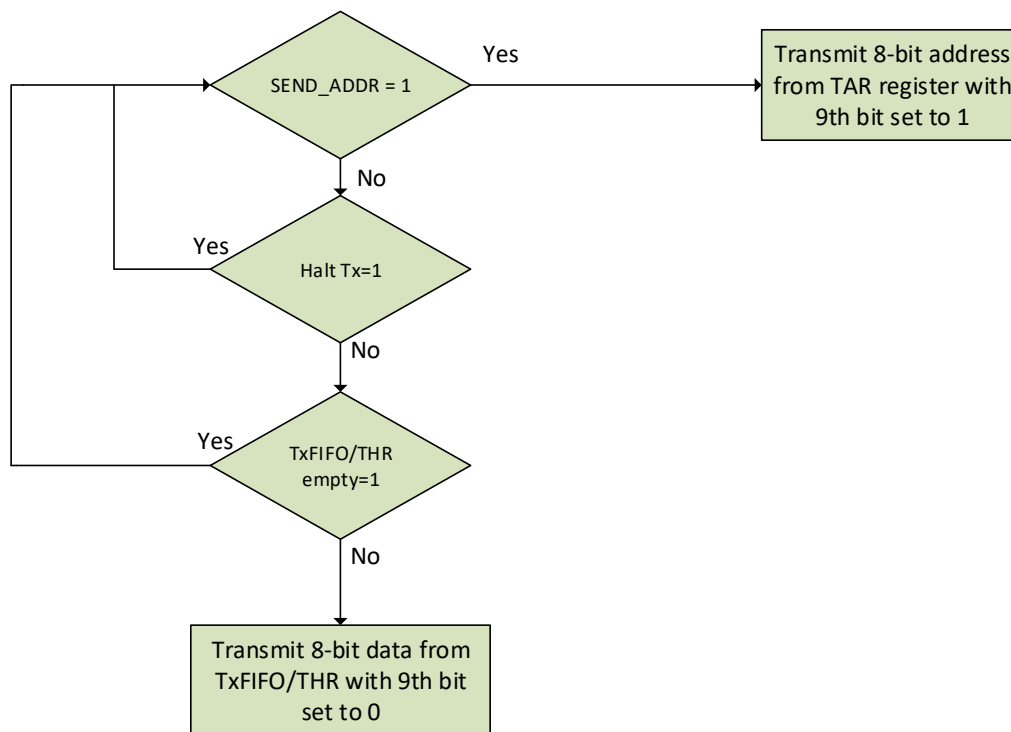 SEND_ADDR = 1
Yes
Transmit 8-bit address
from TAR register with
9th bit set to 1
No
Yes
Halt Tx=1
No
Yes
TxFIFO/THR
empty=1
No
Transmit 8-bit data from
TxFIFO/THR with 9th bit
set to 0